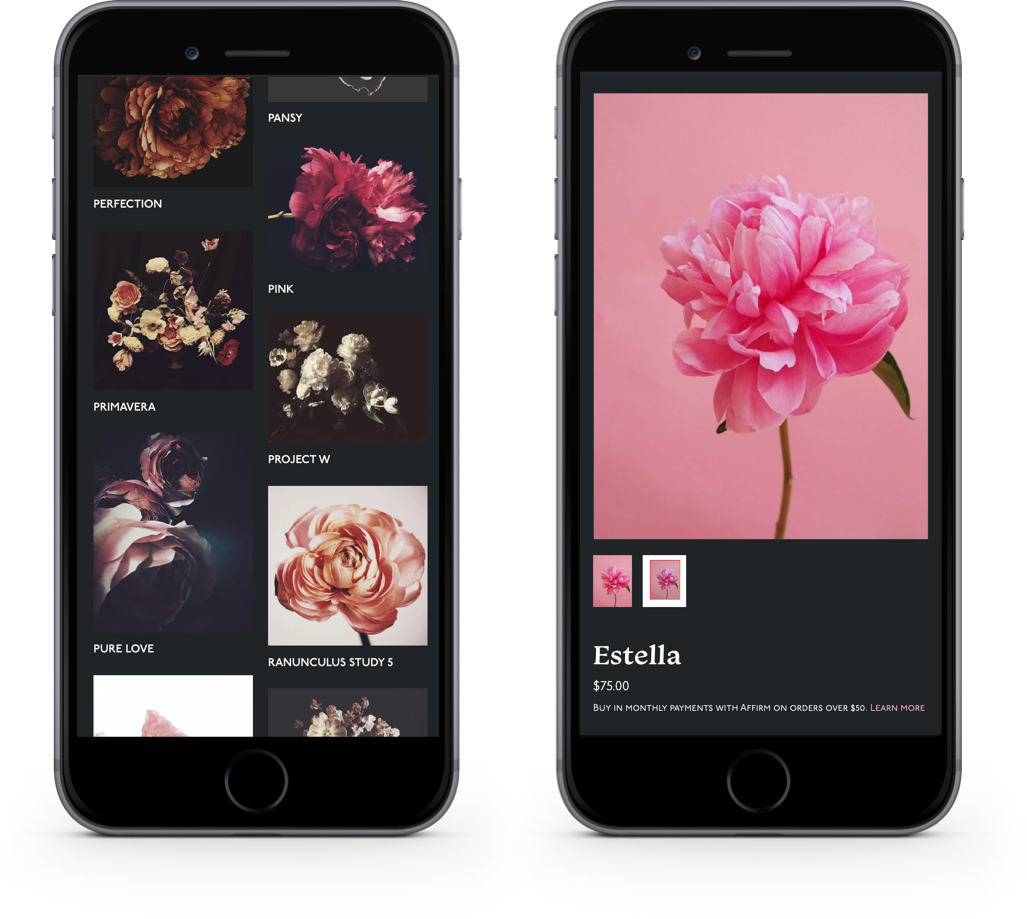 PERFECTION
PRIMAVERA
PURE LOVE
PANSY
PINK
PROJECT W
RANUNCULUS STUDY 5
Estella
$75.00
Buy in monthly payments with Affirm on orders over $50. Learn more